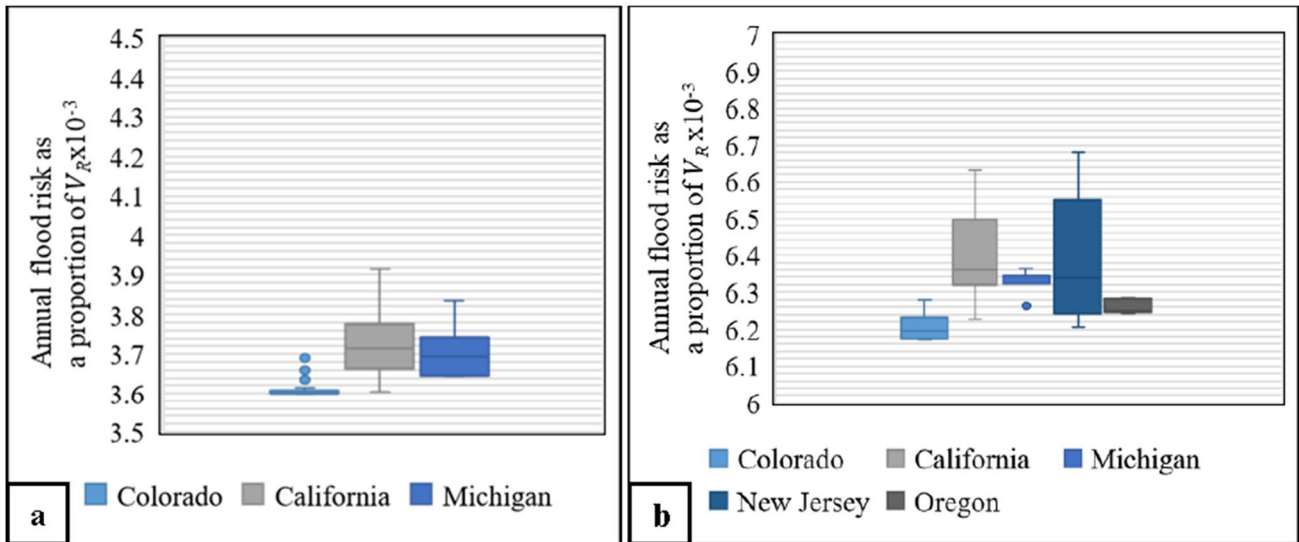 Annual flood risk as
a proportion of V_R x10^-3
4.5
4.4
4.3
4.2
4.1
4
3.9
3.8
3.7
3.6
3.5
Colorado California Michigan
a
Annual flood risk as
a proportion of V_R x10^-3
7
6.9
6.8
6.7
6.6
6.5
6.4
6.3
6.2
6.1
6
Colorado California Michigan
New Jersey Oregon
b